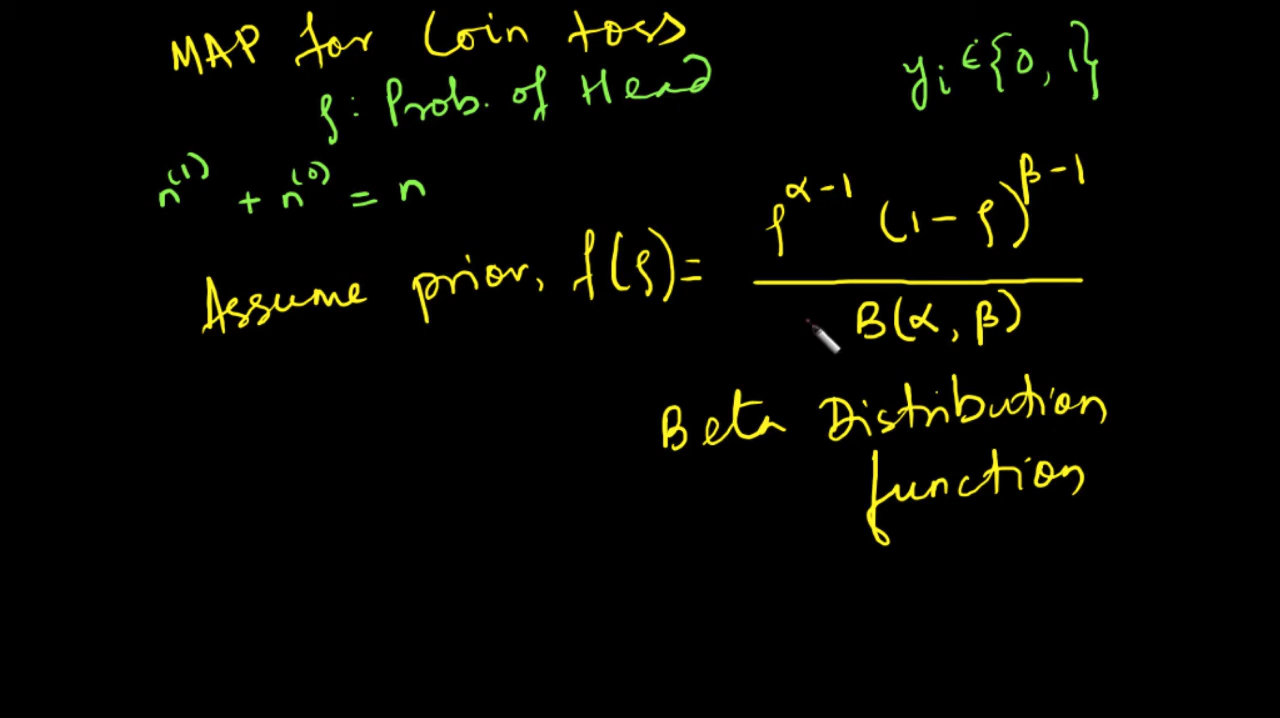 MAP for Coin toss
ρ: Prob. of Head
y_i ∈ {0, 1}
n^(1) + n^(0) = n
Assume prior, f(ρ) = ρ^(α-1) (1-ρ)^(β-1) / B(α, β)
Beta Distribution
function